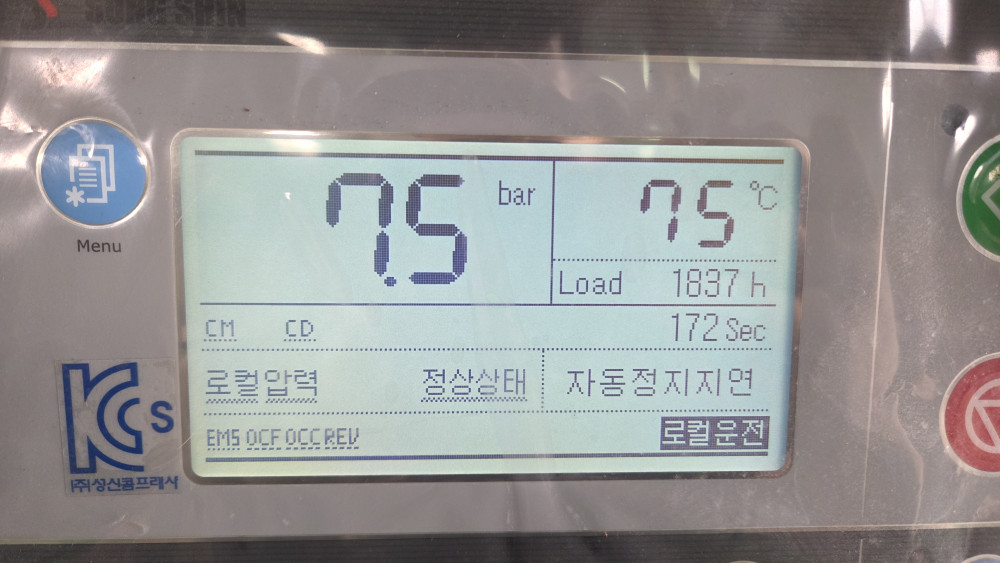 SUNG SHIN
Menu
7.5 bar
75 °C
Load 1837 h
CM CD 172 Sec
로컬압력 정상상태 자동정지지연
EMS OCF OCC REV 로컬운전
KCs
(주)성신콤프레샤